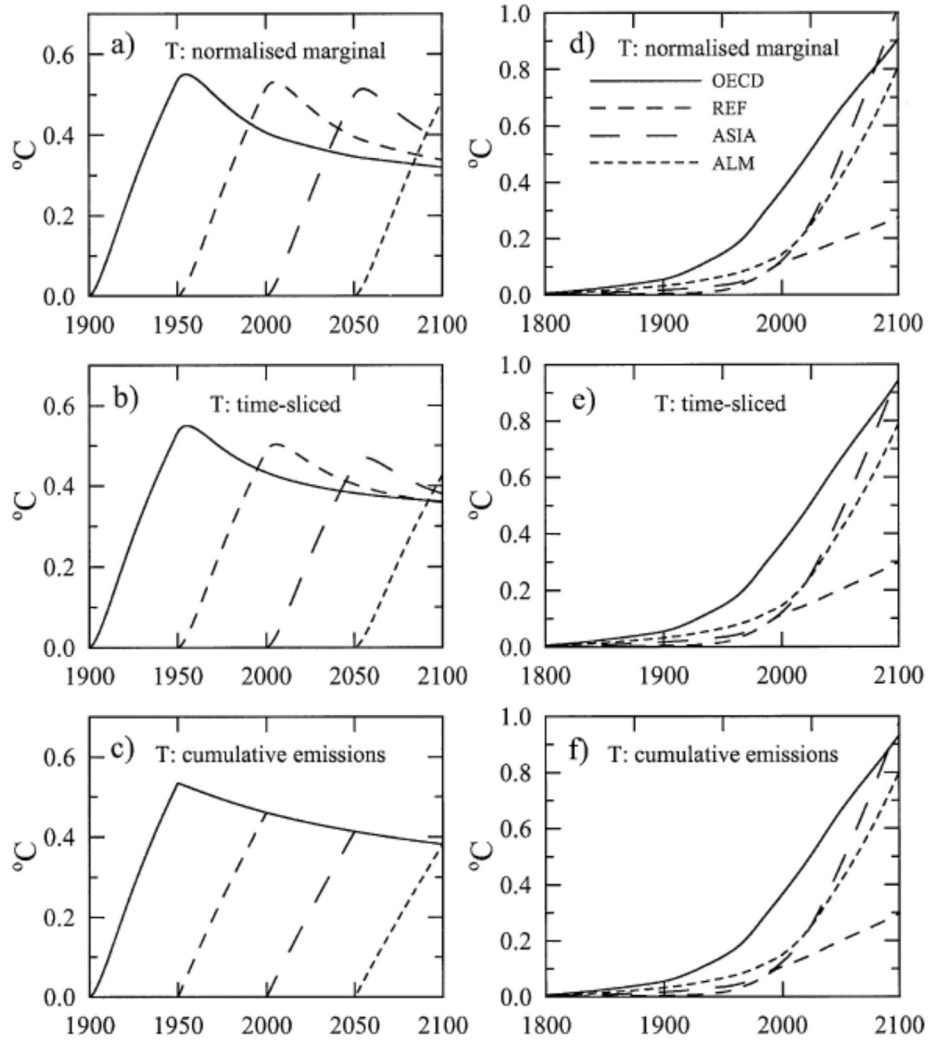 a)
T: normalised marginal
°C
0.6
0.4
0.2
0.0
1900 1950 2000 2050 2100
d)
T: normalised marginal
OECD
REF
ASIA
ALM
°C
1.0
0.8
0.6
0.4
0.2
0.0
1800 1900 2000 2100
b)
T: time-sliced
°C
0.6
0.4
0.2
0.0
1900 1950 2000 2050 2100
e)
T: time-sliced
°C
1.0
0.8
0.6
0.4
0.2
0.0
1800 1900 2000 2100
c)
T: cumulative emissions
°C
0.6
0.4
0.2
0.0
1900 1950 2000 2050 2100
f)
T: cumulative emissions
°C
1.0
0.8
0.6
0.4
0.2
0.0
1800 1900 2000 2100